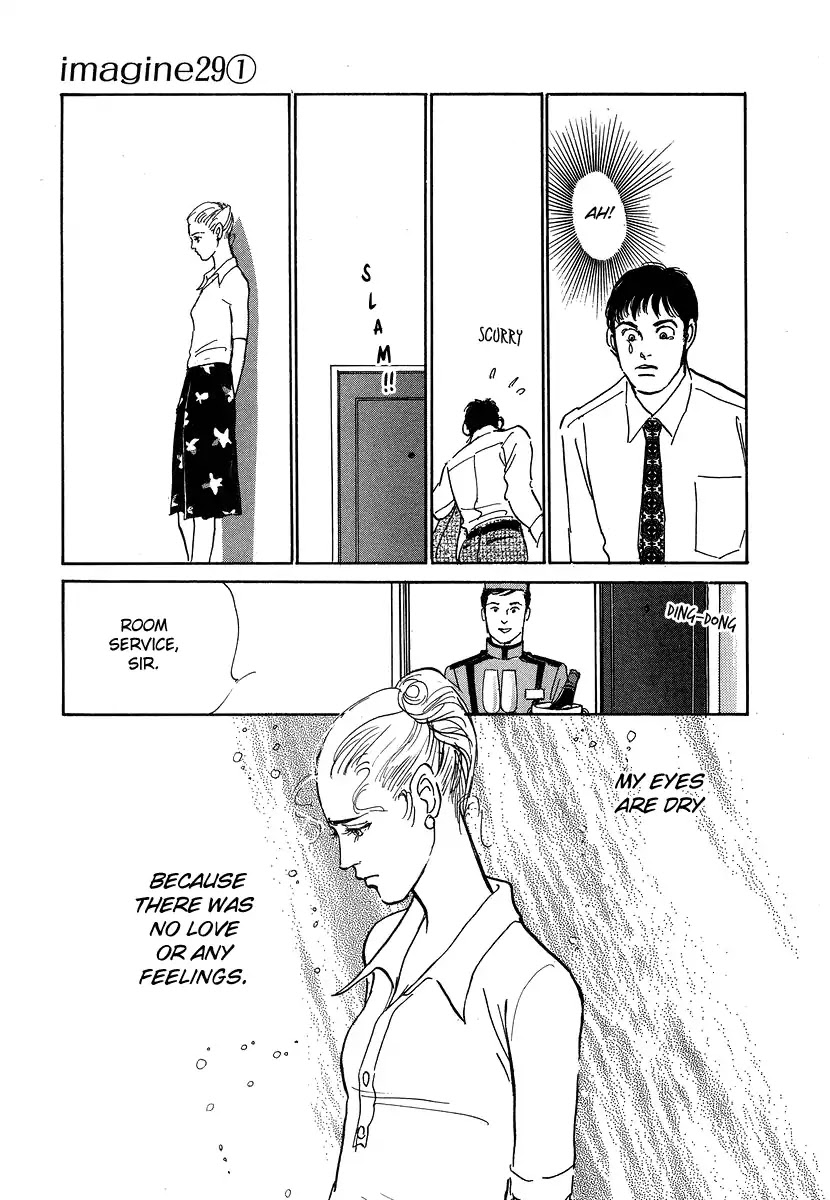 imagine29①
AH!
SCURRY
SLAM!!
DING-DONG
ROOM
SERVICE,
SIR.
MY EYES
ARE DRY
BECAUSE
THERE WAS
NO LOVE
OR ANY
FEELINGS.